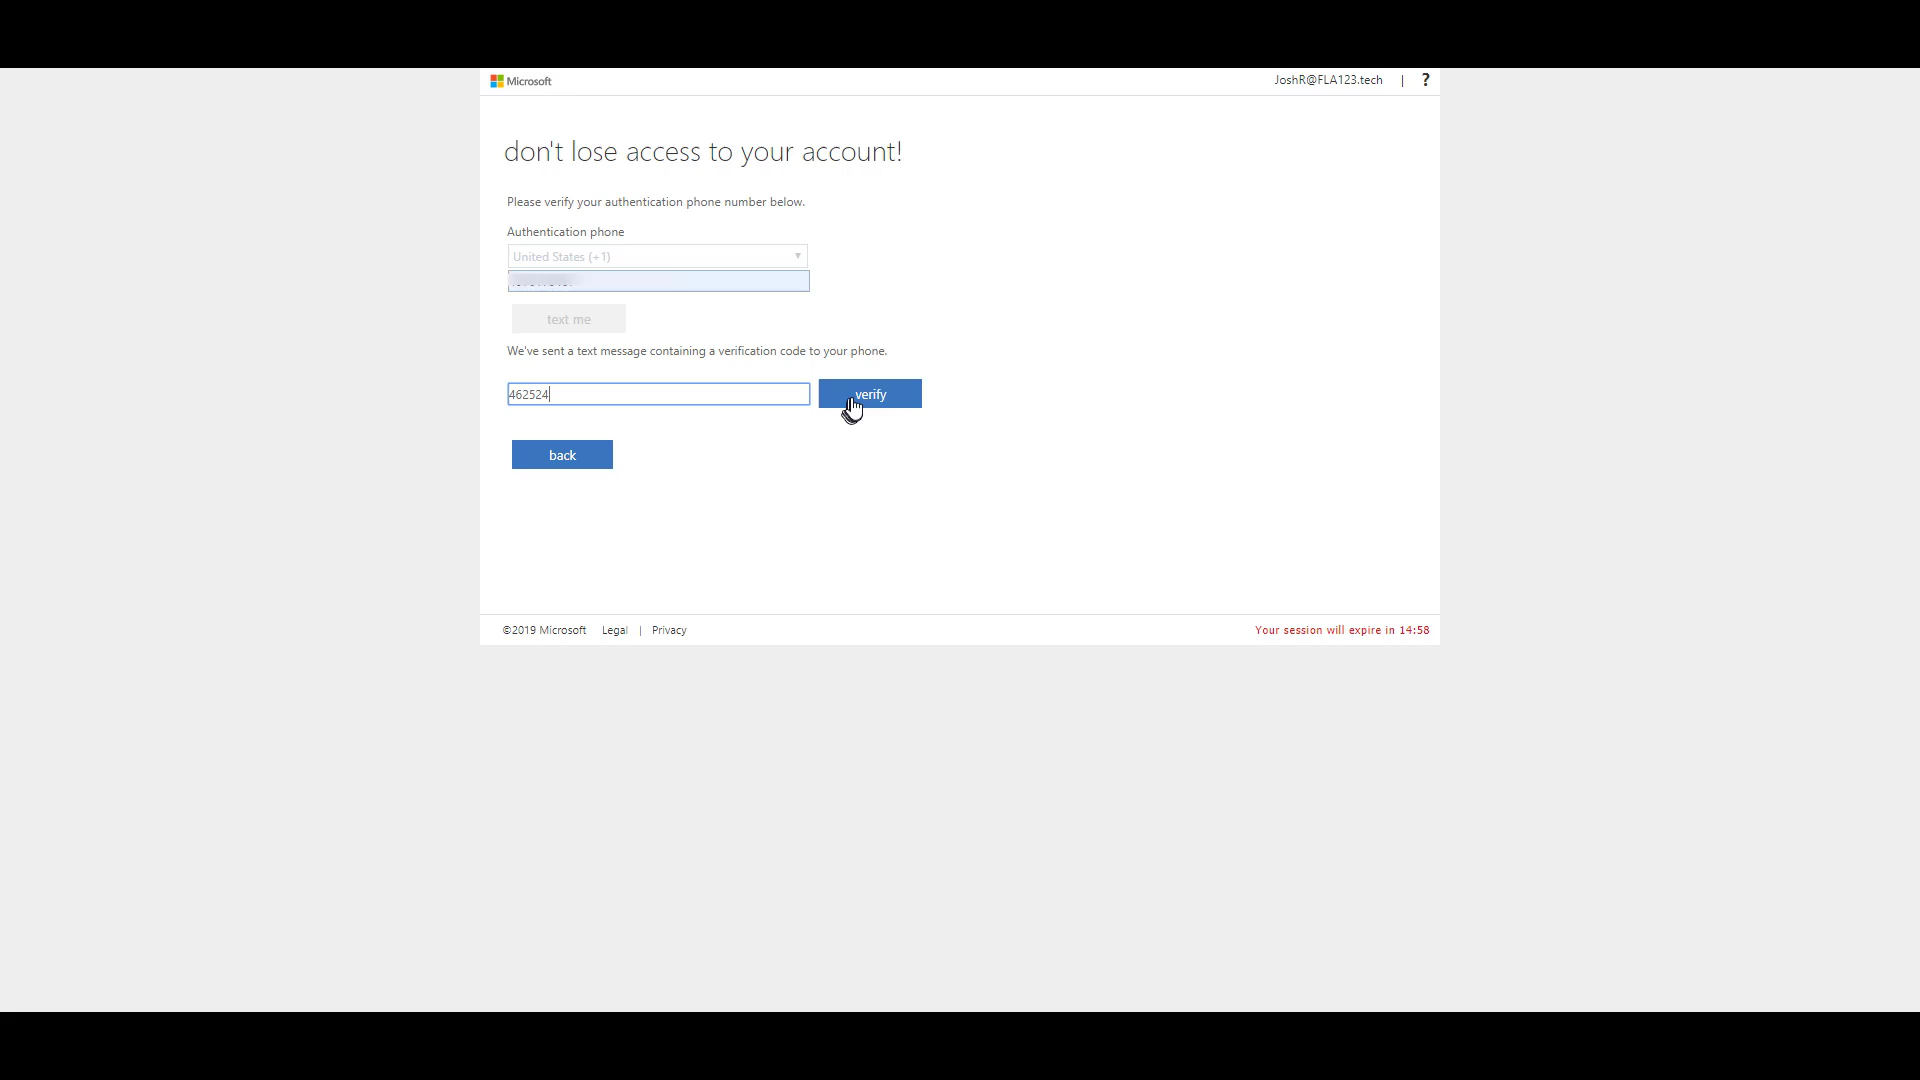 Microsoft
JoshR@FLA123.tech | ?
don't lose access to your account!
Please verify your authentication phone number below.
Authentication phone
United States (+1)
text me
We've sent a text message containing a verification code to your phone.
462524
verify
back
©2019 Microsoft Legal | Privacy
Your session will expire in 14:58